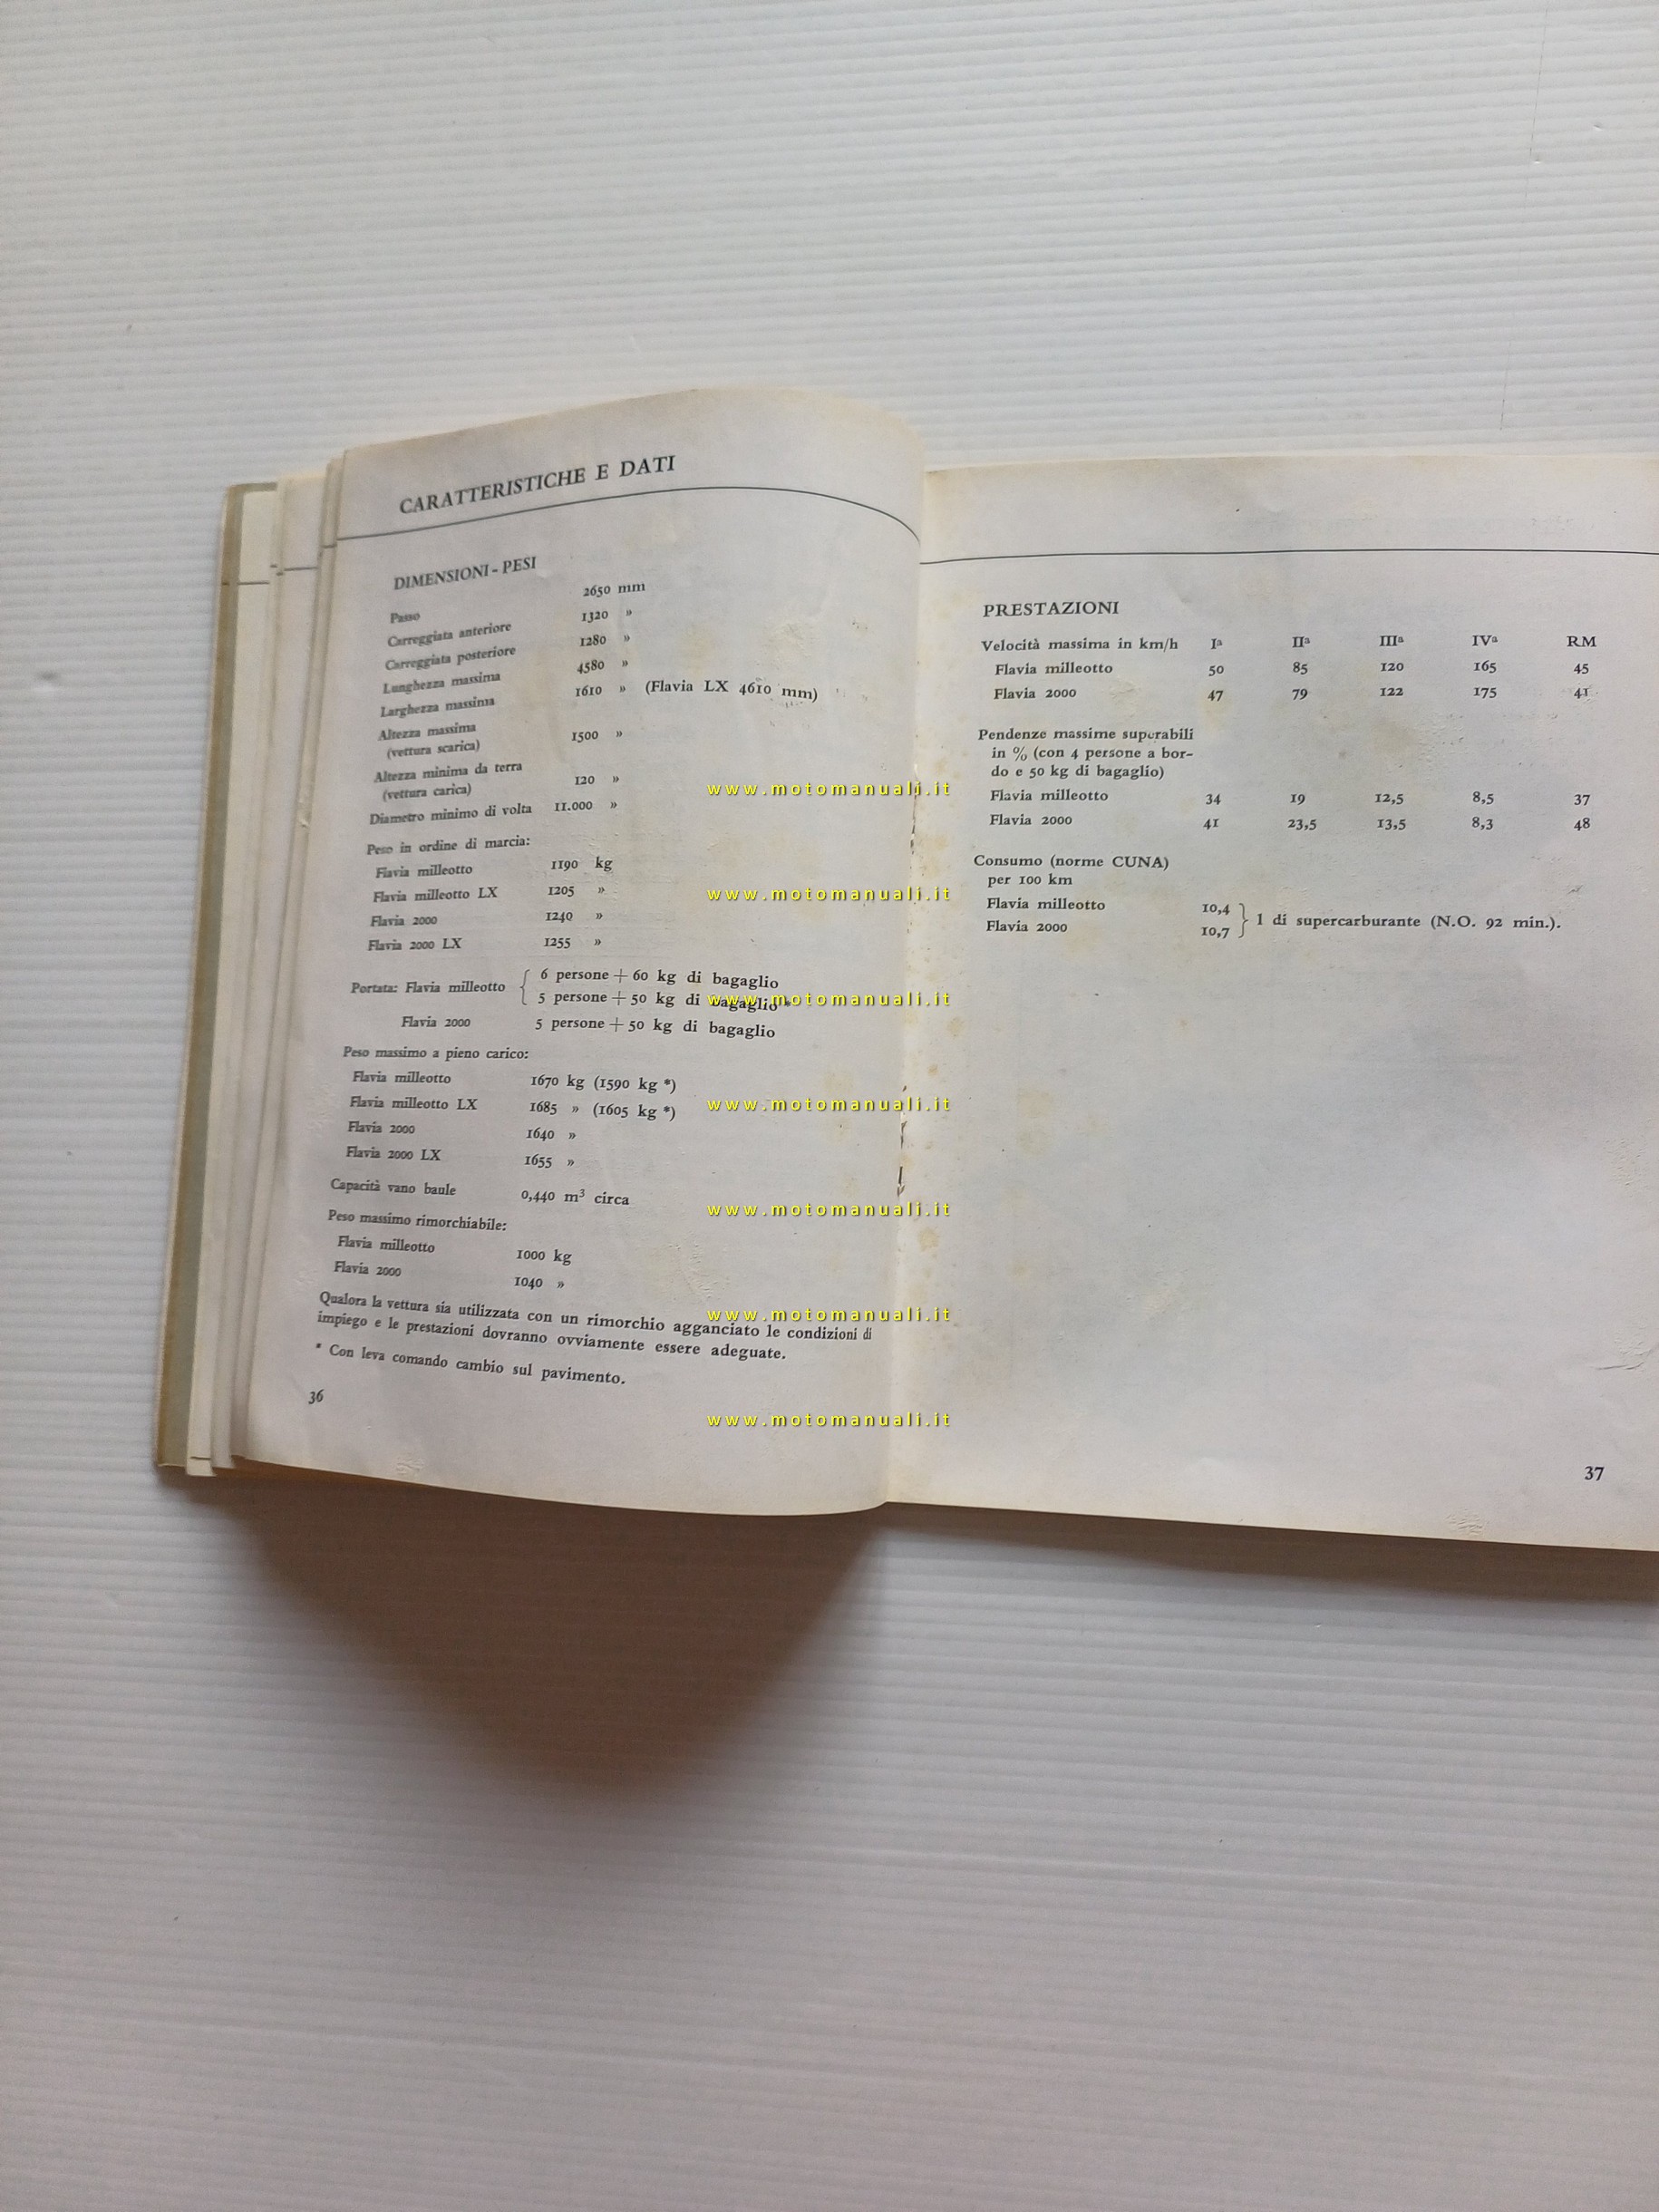 CARATTERISTICHE E DATI
DIMENSIONI - PESI
Passo 2650 mm
Carreggiata anteriore 1320 »
Carreggiata posteriore 1280 »
Lunghezza massima 4580 » (Flavia LX 4610 mm)
Larghezza massima 1610 »
Altezza massima
(vettura scarica) 1500 »
Altezza minima da terra
(vettura carica) 120 »
Diametro minimo di volta 11.000 »
Peso in ordine di marcia:
Flavia milleotto 1190 kg
Flavia milleotto LX 1205 »
Flavia 2000 1240 »
Flavia 2000 LX 1255 »
Portata: Flavia milleotto { 6 persone + 60 kg di bagaglio
5 persone + 50 kg di bagaglio *
Flavia 2000 5 persone + 50 kg di bagaglio
Peso massimo a pieno carico:
Flavia milleotto 1670 kg (1590 kg *)
Flavia milleotto LX 1685 » (1605 kg *)
Flavia 2000 1640 »
Flavia 2000 LX 1655 »
Capacità vano baule 0,440 m³ circa
Peso massimo rimorchiabile:
Flavia milleotto 1000 kg
Flavia 2000 1040 »
Qualora la vettura sia utilizzata con un rimorchio agganciato le condizioni di
impiego e le prestazioni dovranno ovviamente essere adeguate.
* Con leva comando cambio sul pavimento.
36
PRESTAZIONI
Velocità massima in km/h Iª IIª IIIª IVª RM
Flavia milleotto 50 85 120 165 45
Flavia 2000 47 79 122 175 41
Pendenze massime superabili
in % (con 4 persone a bor-
do e 50 kg di bagaglio)
Flavia milleotto 34 19 12,5 8,5 37
Flavia 2000 41 23,5 13,5 8,3 48
Consumo (norme CUNA)
per 100 km
Flavia milleotto 10,4
Flavia 2000 10,7 } l di supercarburante (N.O. 92 min.).
37
www.motomanuali.it
www.motomanuali.it
www.motomanuali.it
www.motomanuali.it
www.motomanuali.it
www.motomanuali.it
www.motomanuali.it